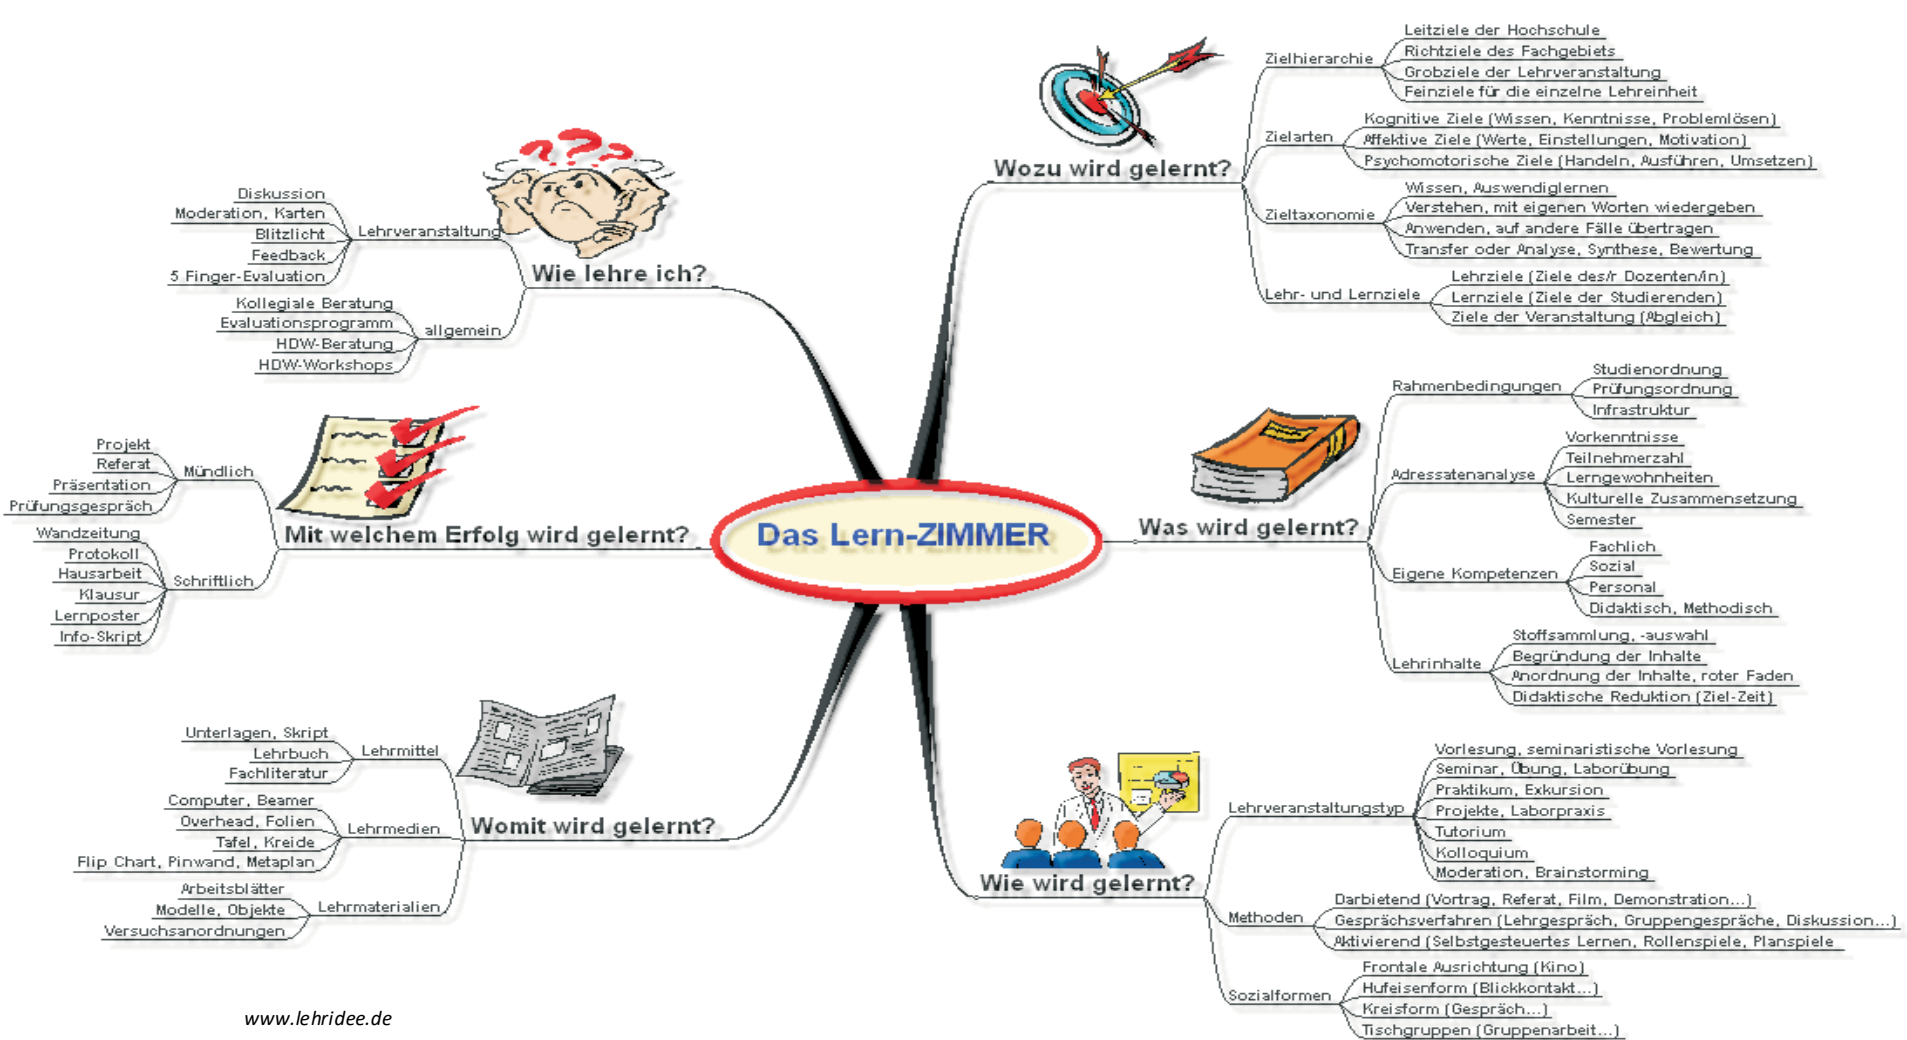 Das Lern-ZIMMER
Wozu wird gelernt?
Zielhierarchie
Leitziele der Hochschule
Richtziele des Fachgebiets
Grobziele der Lehrveranstaltung
Feinziele für die einzelne Lehreinheit
Zielarten
Kognitive Ziele (Wissen, Kenntnisse, Problemlösen)
Affektive Ziele (Werte, Einstellungen, Motivation)
Psychomotorische Ziele (Handeln, Ausführen, Umsetzen)
Zieltaxonomie
Wissen, Auswendiglernen
Verstehen, mit eigenen Worten wiedergeben
Anwenden, auf andere Fälle übertragen
Transfer oder Analyse, Synthese, Bewertung
Lehr- und Lernziele
Lehrziele (Ziele des/r Dozenten/in)
Lernziele (Ziele der Studierenden)
Ziele der Veranstaltung (Abgleich)
Was wird gelernt?
Rahmenbedingungen
Studienordnung
Prüfungsordnung
Infrastruktur
Adressatenanalyse
Vorkenntnisse
Teilnehmerzahl
Lerngewohnheiten
Kulturelle Zusammensetzung
Semester
Eigene Kompetenzen
Fachlich
Sozial
Personal
Didaktisch, Methodisch
Lehrinhalte
Stoffsammlung, -auswahl
Begründung der Inhalte
Anordnung der Inhalte, roter Faden
Didaktische Reduktion (Ziel-Zeit)
Wie wird gelernt?
Lehrveranstaltungstyp
Vorlesung, seminaristische Vorlesung
Seminar, Übung, Laborübung
Praktikum, Exkursion
Projekte, Laborpraxis
Tutorium
Kolloquium
Moderation, Brainstorming
Methoden
Darbietend (Vortrag, Referat, Film, Demonstration...)
Gesprächsverfahren (Lehrgespräch, Gruppengespräche, Diskussion...)
Aktivierend (Selbstgesteuertes Lernen, Rollenspiele, Planspiele
Sozialformen
Frontale Ausrichtung (Kino)
Hufeisenform (Blickkontakt...)
Kreisform (Gespräch...)
Tischgruppen (Gruppenarbeit...)
Wie lehre ich?
Lehrveranstaltung
Diskussion
Moderation, Karten
Blitzlicht
Feedback
5 Finger-Evaluation
allgemein
Kollegiale Beratung
Evaluationsprogramm
HDW-Beratung
HDW-Workshops
Mit welchem Erfolg wird gelernt?
Mündlich
Projekt
Referat
Präsentation
Prüfungsgespräch
Schriftlich
Wandzeitung
Protokoll
Hausarbeit
Klausur
Lernposter
Info-Skript
Womit wird gelernt?
Lehrmittel
Unterlagen, Skript
Lehrbuch
Fachliteratur
Lehrmedien
Computer, Beamer
Overhead, Folien
Tafel, Kreide
Flip Chart, Pinwand, Metaplan
Lehrmaterialien
Arbeitsblätter
Modelle, Objekte
Versuchsanordnungen
www.lehridee.de